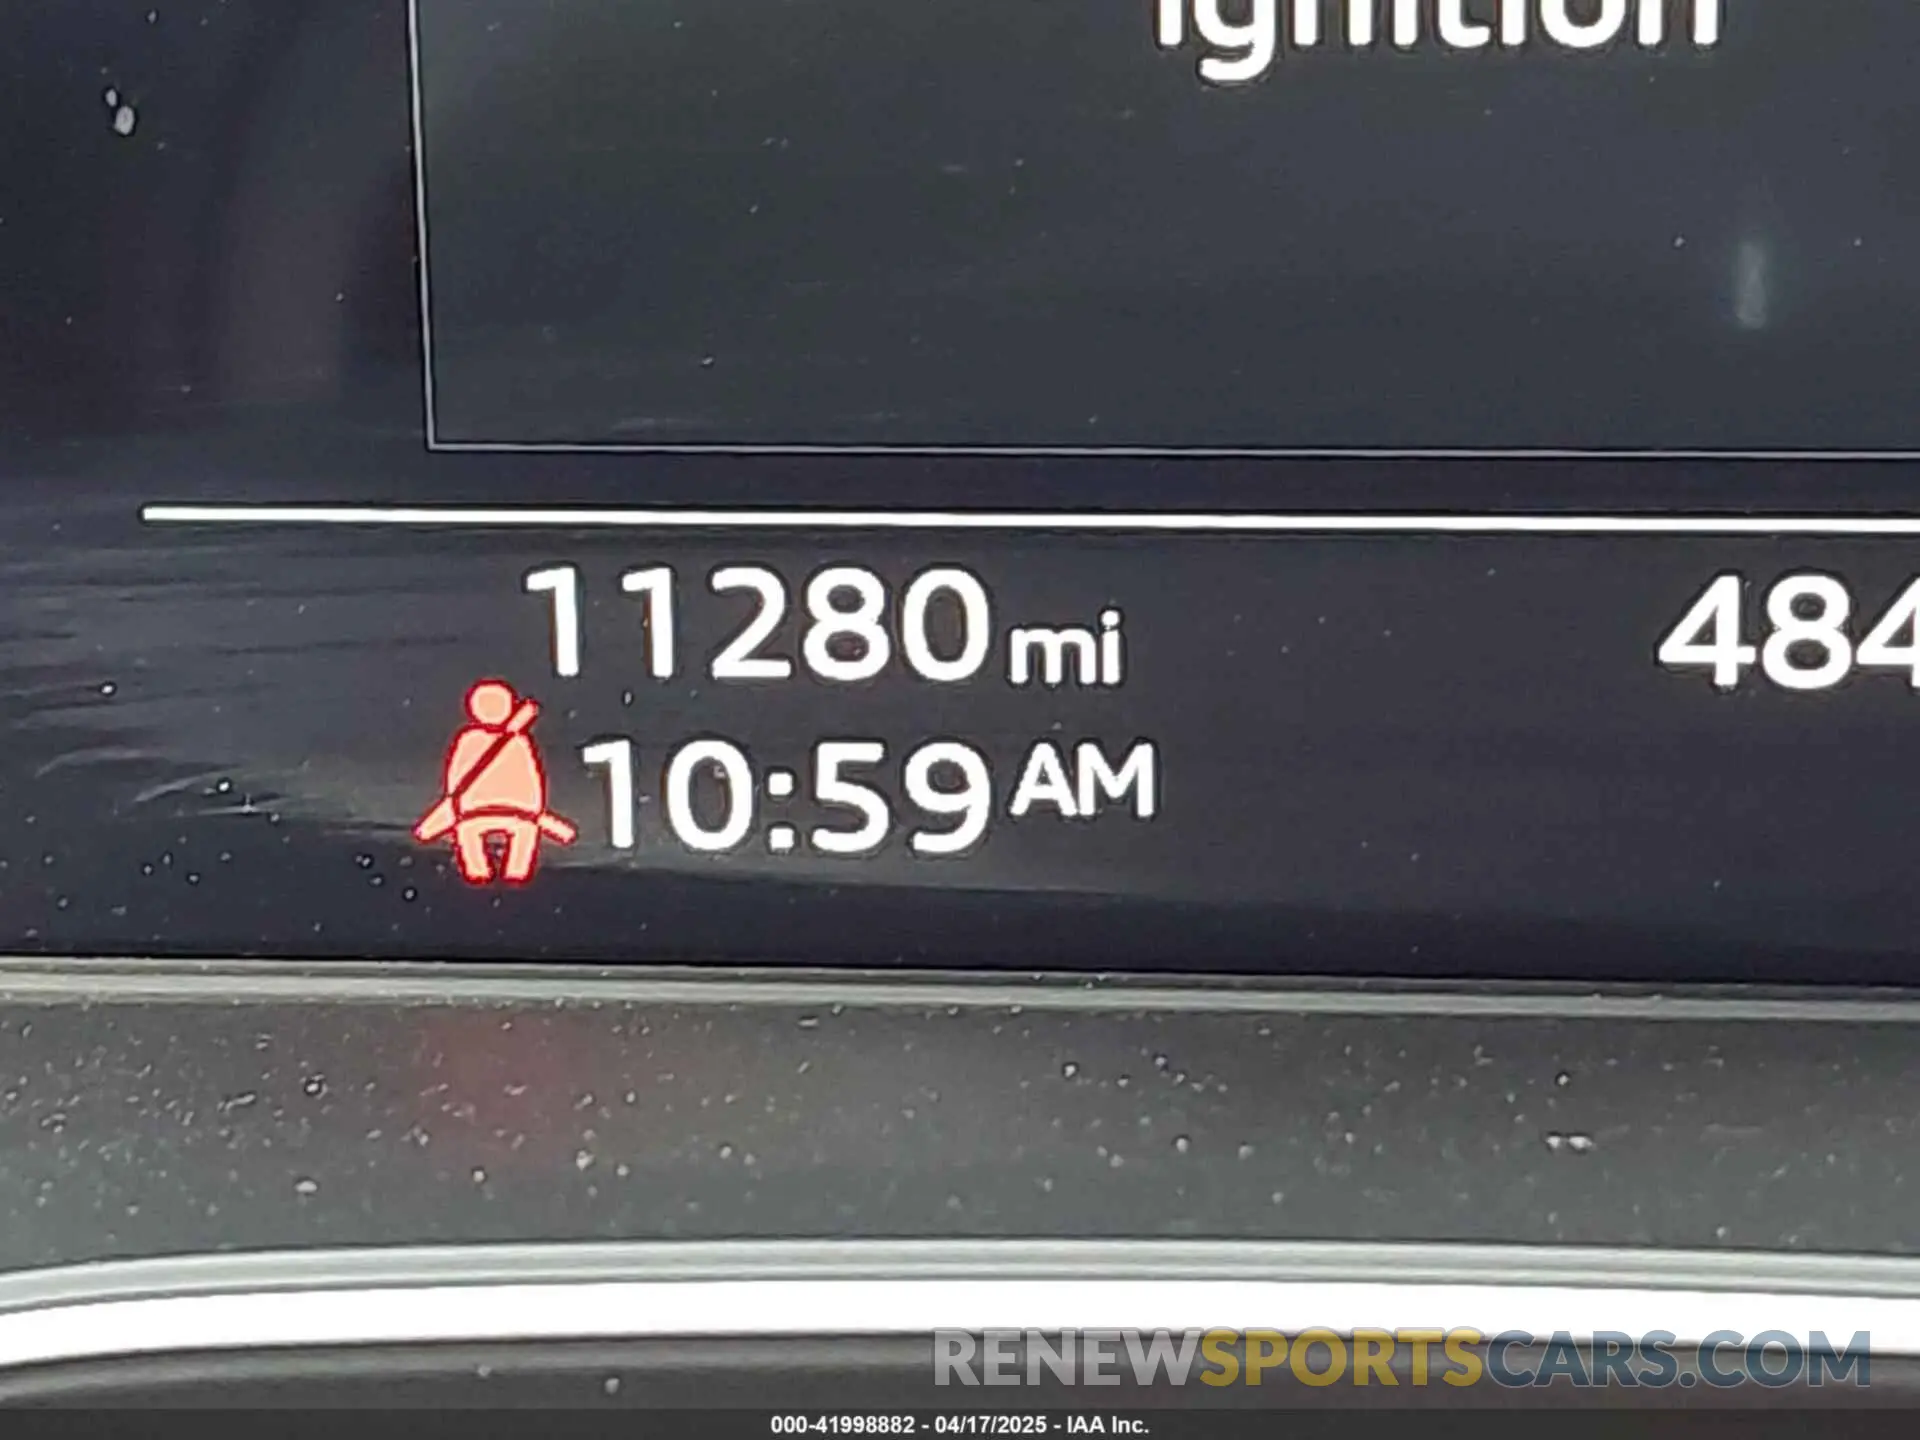 ignition
11280 mi
484
10:59 AM
RENEWSPORTSCARS.COM
000-41998882 - 04/17/2025 - IAA Inc.